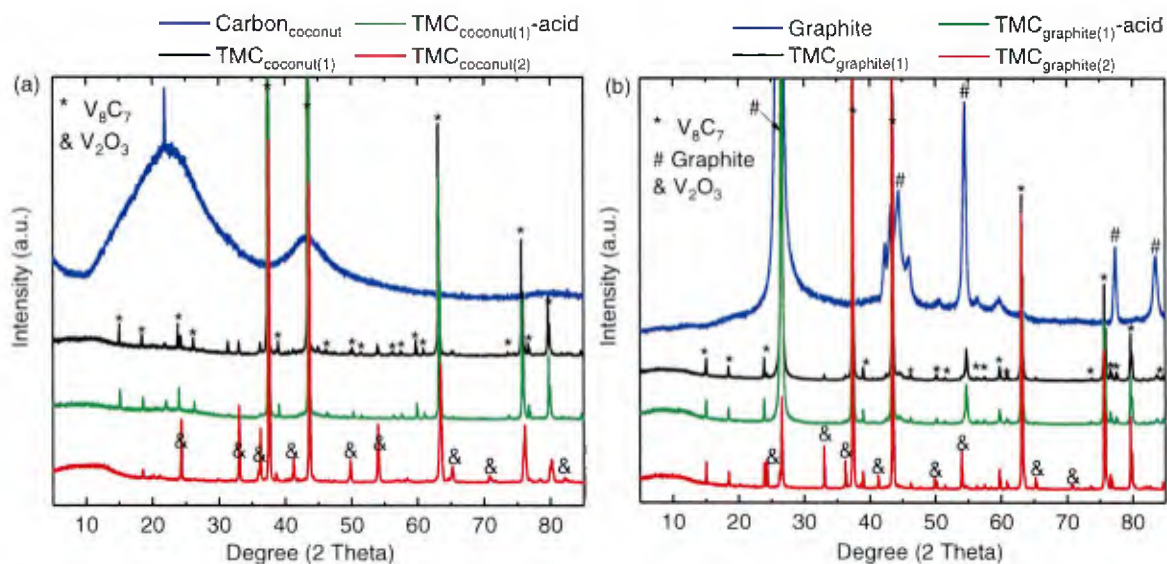 Carbon_coconut TMC_coconut(1)-acid
TMC_coconut(1) TMC_coconut(2)
(a)
* V₈C₇
& V₂O₃
* * * * * * * * * * * * * * * * * * *
& & & & & & & & &
Intensity (a.u.)
10 20 30 40 50 60 70 80
Degree (2 Theta)
Graphite TMC_graphite(1)-acid
TMC_graphite(1) TMC_graphite(2)
(b)
* V₈C₇
# Graphite
& V₂O₃
# # # # #
* * * * * * * * * * * * * * * *
& & & & & & & &
Intensity (a.u.)
10 20 30 40 50 60 70 80
Degree (2 Theta)